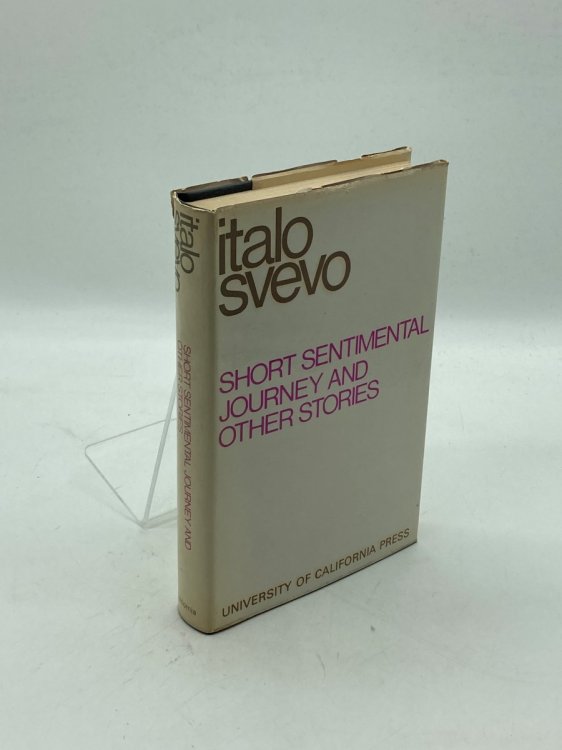 italo
svevo
SHORT SENTIMENTAL
JOURNEY AND
OTHER STORIES
UNIVERSITY OF CALIFORNIA PRESS
italo
svevo
SHORT SENTIMENTAL JOURNEY AND
OTHER STORIES